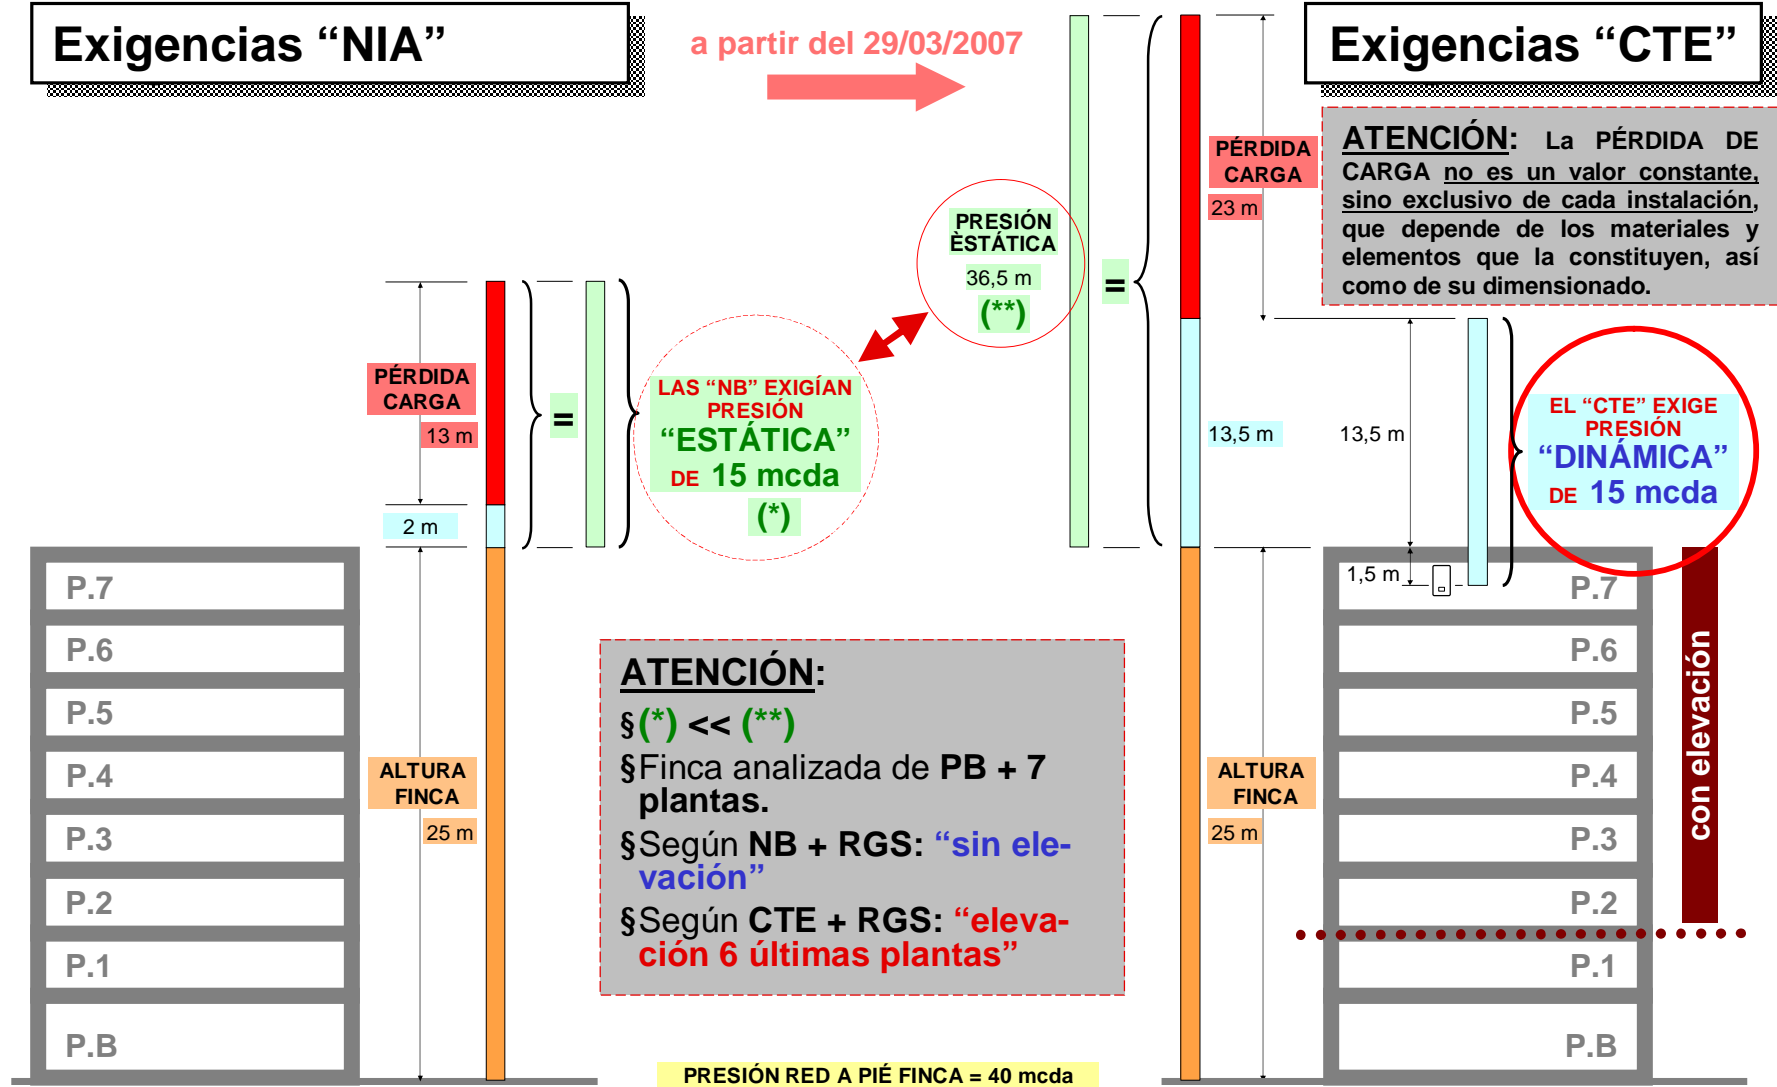 Exigencias “NIA”
a partir del 29/03/2007
Exigencias “CTE”
ATENCIÓN: La PÉRDIDA DE
CARGA no es un valor constante,
sino exclusivo de cada instalación,
que depende de los materiales y
elementos que la constituyen, así
como de su dimensionado.
PÉRDIDA
CARGA
23 m
PRESIÓN
ÈSTÁTICA
36,5 m
(**)
=
PÉRDIDA
CARGA
13 m
2 m
=
LAS “NB” EXIGÍAN
PRESIÓN
“ESTÁTICA”
DE 15 mcda
(*)
13,5 m
13,5 m
EL “CTE” EXIGE
PRESIÓN
“DINÁMICA”
DE 15 mcda
1,5 m
P.7
P.6
P.5
P.4
P.3
P.2
P.1
P.B
ALTURA
FINCA
25 m
ATENCIÓN:
§(*) << (**)
§Finca analizada de PB + 7
plantas.
§Según NB + RGS: “sin ele-
vación”
§Según CTE + RGS: “eleva-
ción 6 últimas plantas”
ALTURA
FINCA
25 m
P.7
P.6
P.5
P.4
P.3
P.2
P.1
P.B
con elevación
PRESIÓN RED A PIÉ FINCA = 40 mcda